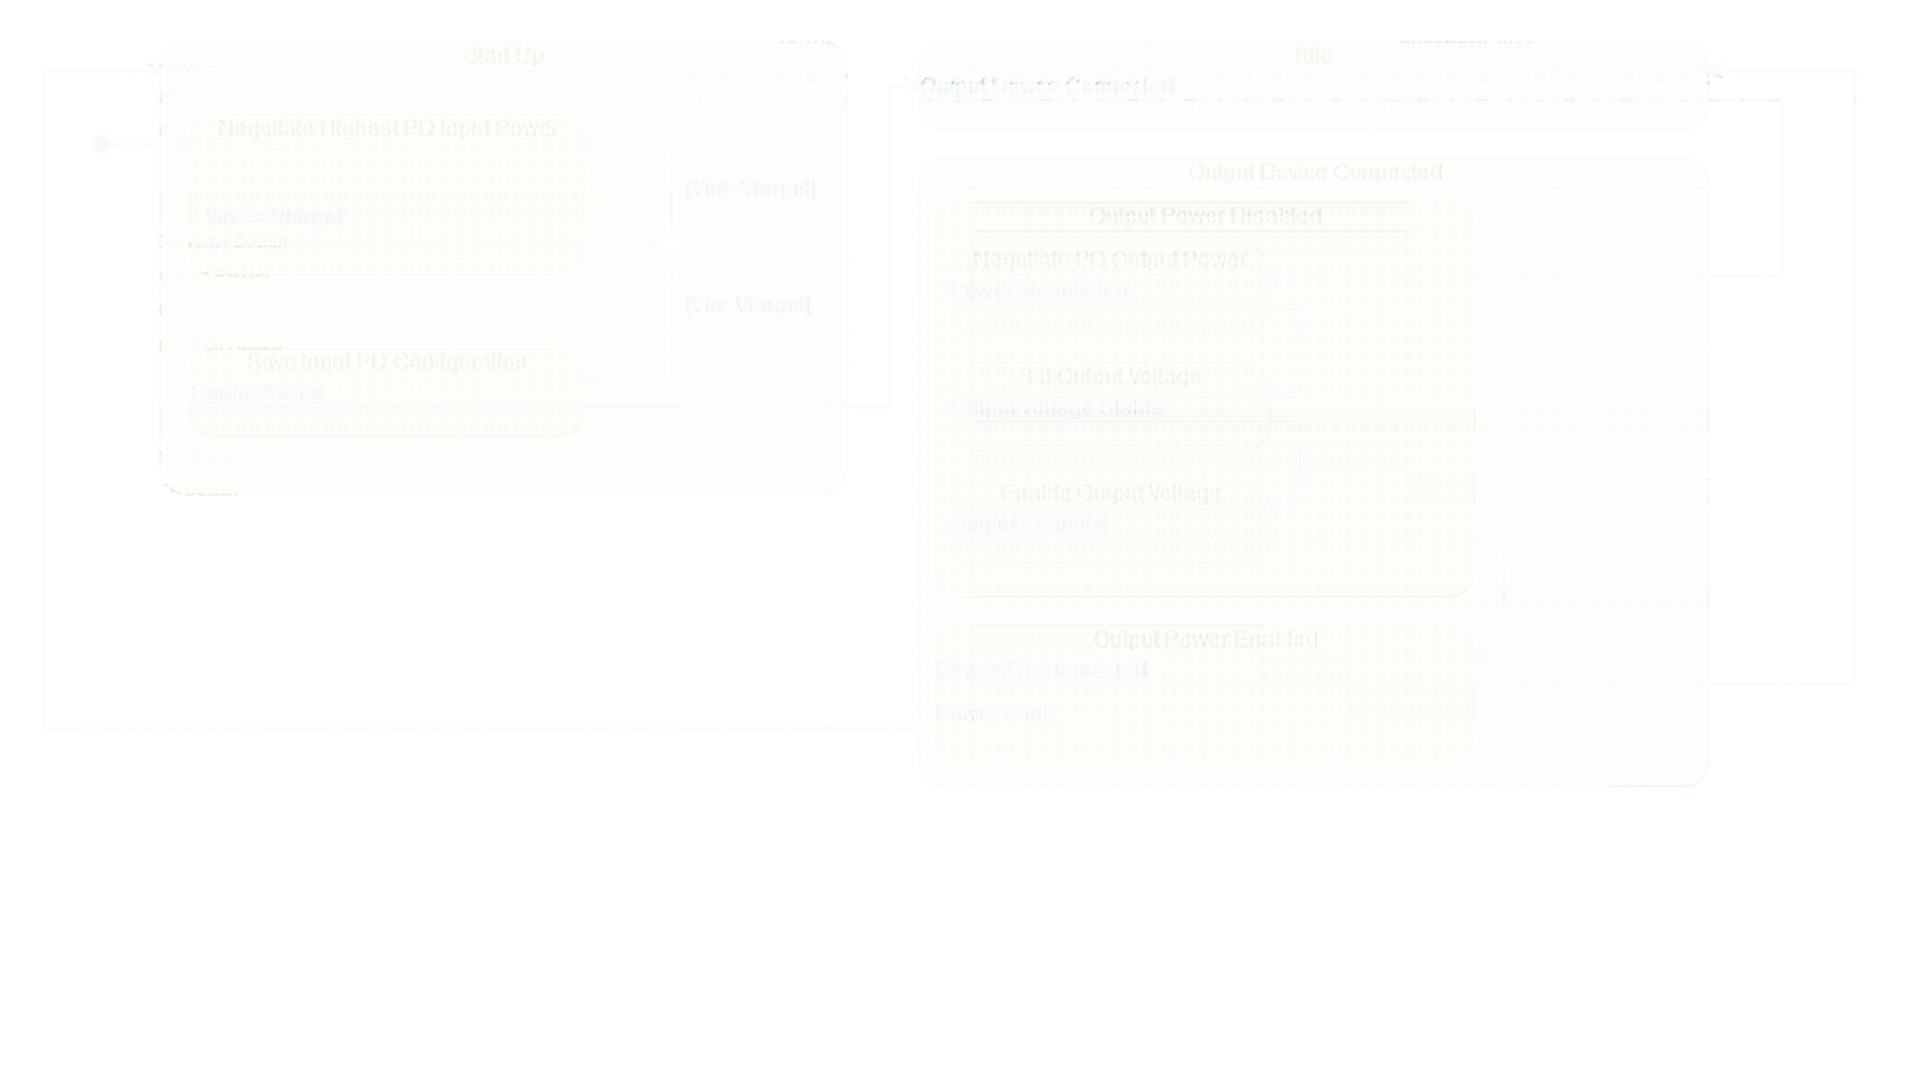 Start Up
Negotiate Highest PD Input Power
[Vin!=Vtarget]
Vin == Vtarget
Converter Design
[Vin=Vtarget]
Save Input PD Configuration
Config Saved
Idle
Output Device Connected
Output Device Connected
Output Power Disabled
Negotiate PD Output Power
Power Negotiated
Set Output Voltage
Output Voltage Stable
Enable Output Voltage
Output Enabled
Output Power Enabled
Device Disconnected
Power Fault